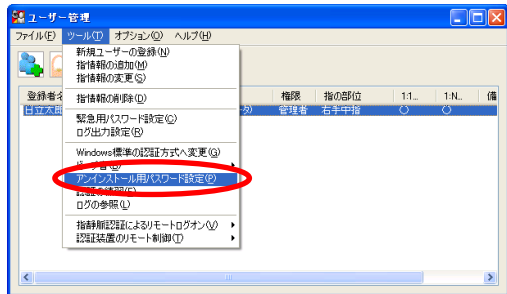 ユーザー管理
ファイル(F) ツール(T) オプション(O) ヘルプ(H)
新規ユーザーの登録(N)
指情報の追加(M)
指情報の変更(S)
指情報の削除(D)
緊急用パスワード設定(C)
ログ出力設定(R)
Windows標準の認証方式へ変更(G)
アンインストール用パスワード設定(P)
ログの参照(L)
指静脈認証によるリモートログオン(V)
認証装置のリモート制御(T)
登録者名 権限 指の部位 1:1... 1:N... 備
日立太郎 管理者 右手中指 ○ ○